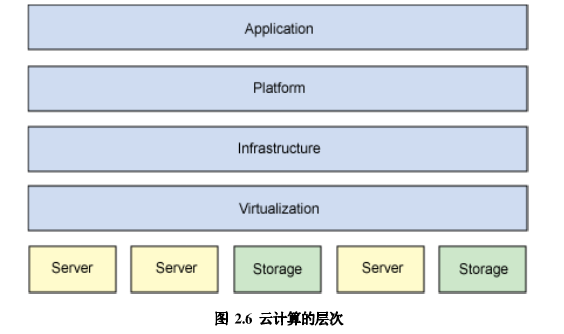 Application
Platform
Infrastructure
Virtualization
Server Server Storage Server Storage
图 2.6 云计算的层次